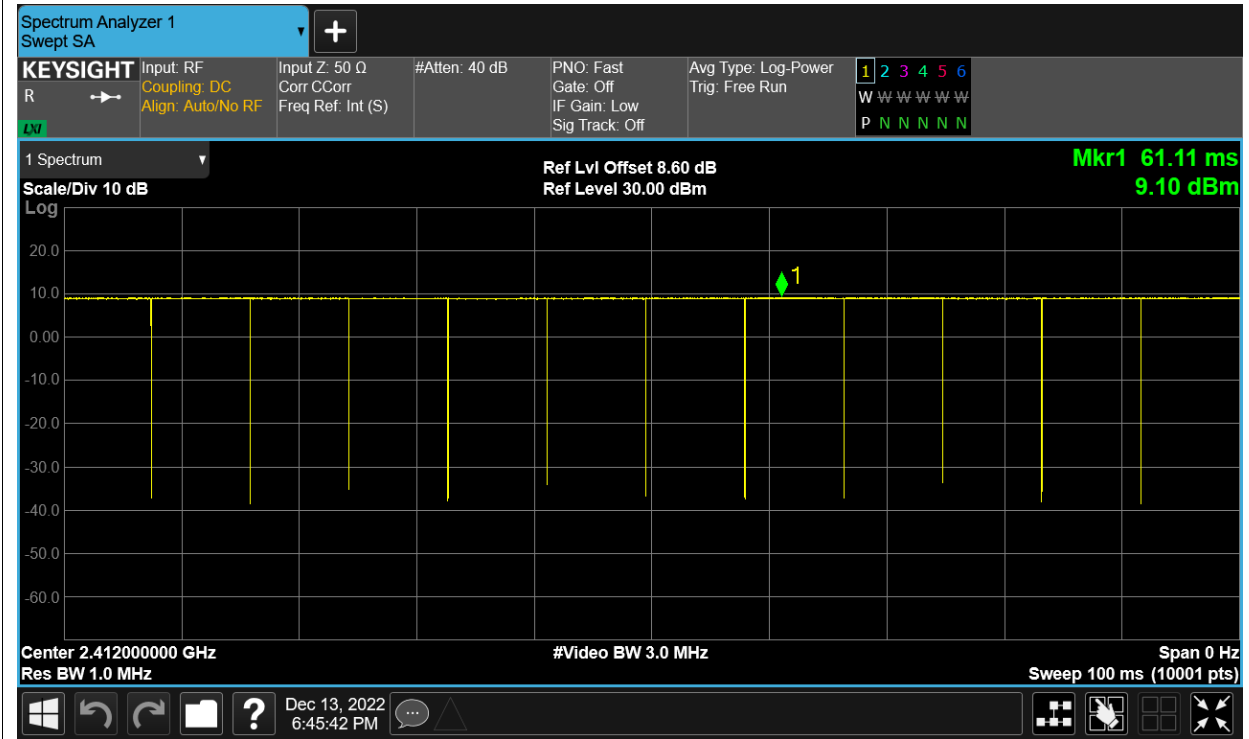 Spectrum Analyzer 1
Swept SA
+
KEYSIGHT
R
LXI
Input: RF
Coupling: DC
Align: Auto/No RF
Input Z: 50 Ω
Corr CCorr
Freq Ref: Int (S)
#Atten: 40 dB
PNO: Fast
Gate: Off
IF Gain: Low
Sig Track: Off
Avg Type: Log-Power
Trig: Free Run
1 2 3 4 5 6
W W W W W W
P N N N N N
1 Spectrum
Scale/Div 10 dB
Log
Ref Lvl Offset 8.60 dB
Ref Level 30.00 dBm
Mkr1 61.11 ms
9.10 dBm
20.0
1
10.0
0.00
-10.0
-20.0
-30.0
-40.0
-50.0
-60.0
Center 2.412000000 GHz
Res BW 1.0 MHz
#Video BW 3.0 MHz
Span 0 Hz
Sweep 100 ms (10001 pts)
?
Dec 13, 2022
6:45:42 PM